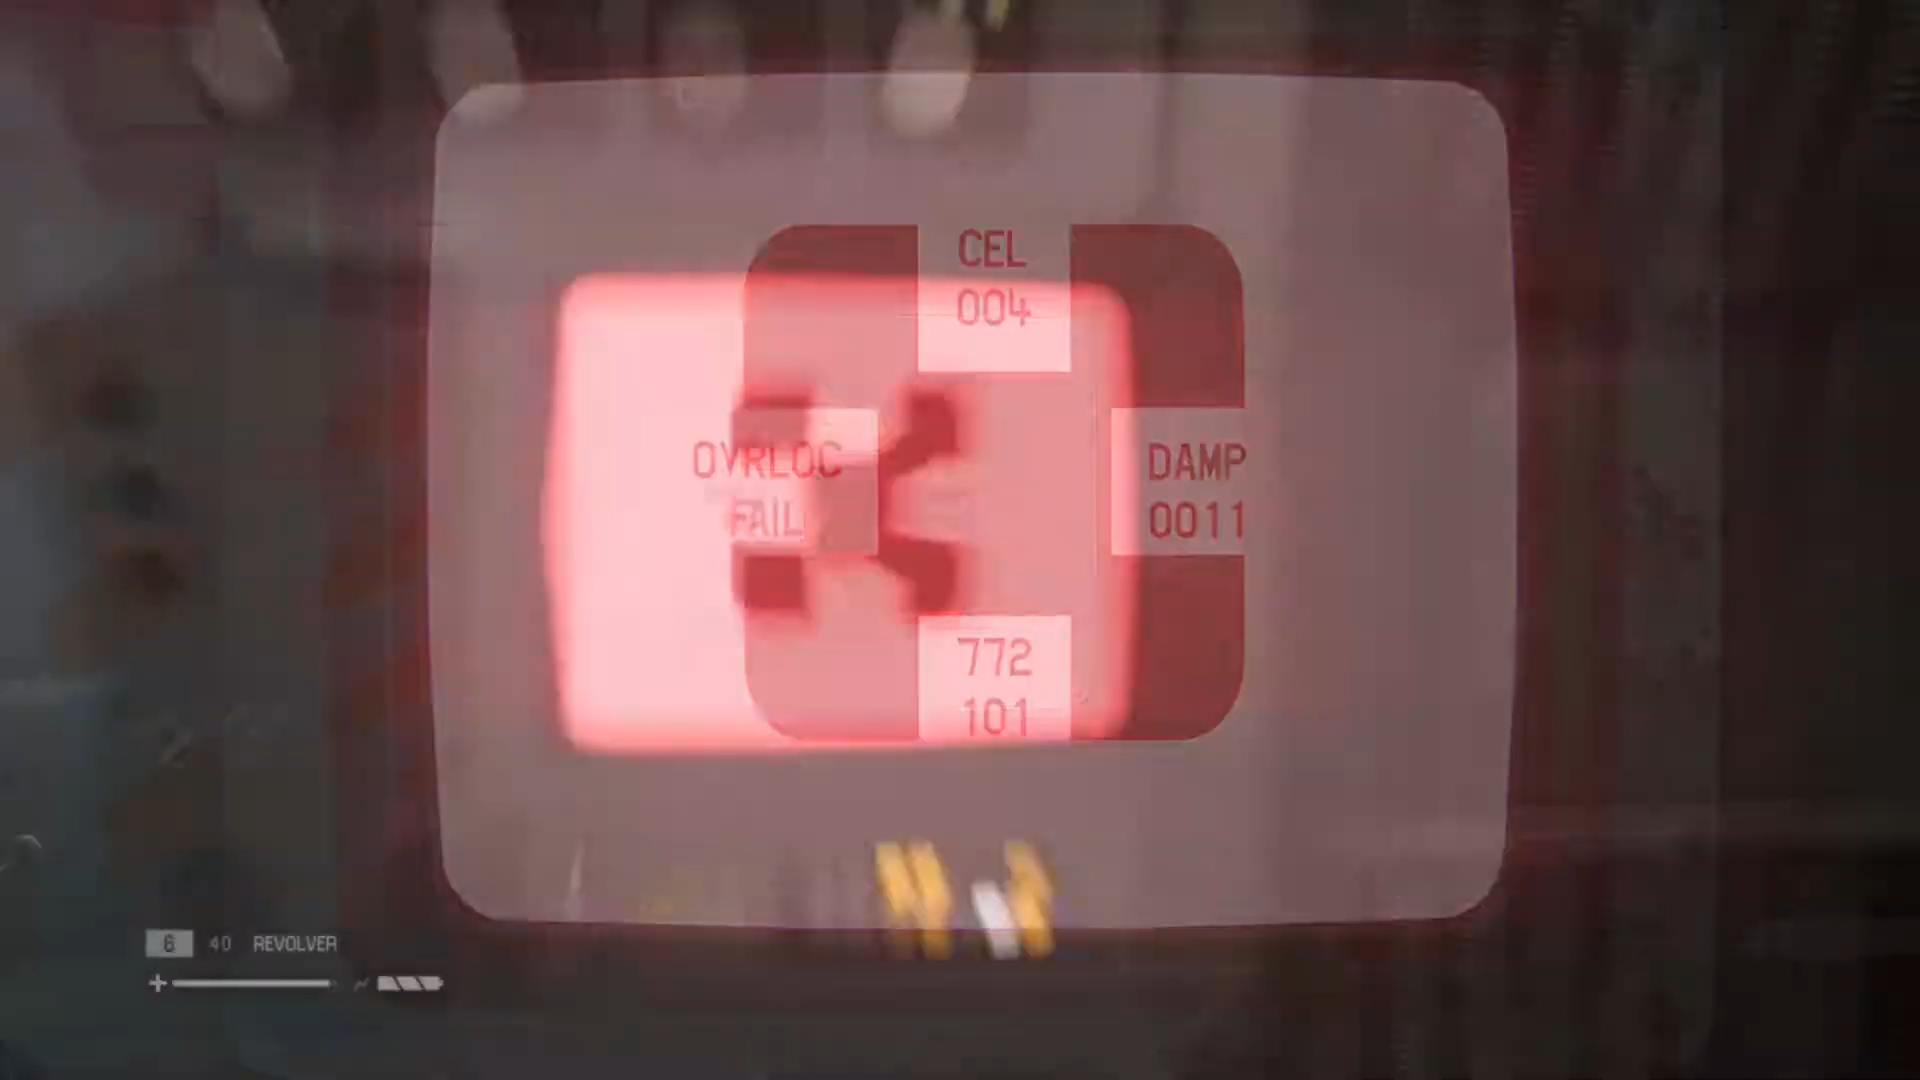 CEL
004
OVRLOC
FAIL
DAMP
0011
772
101
6 40 REVOLVER